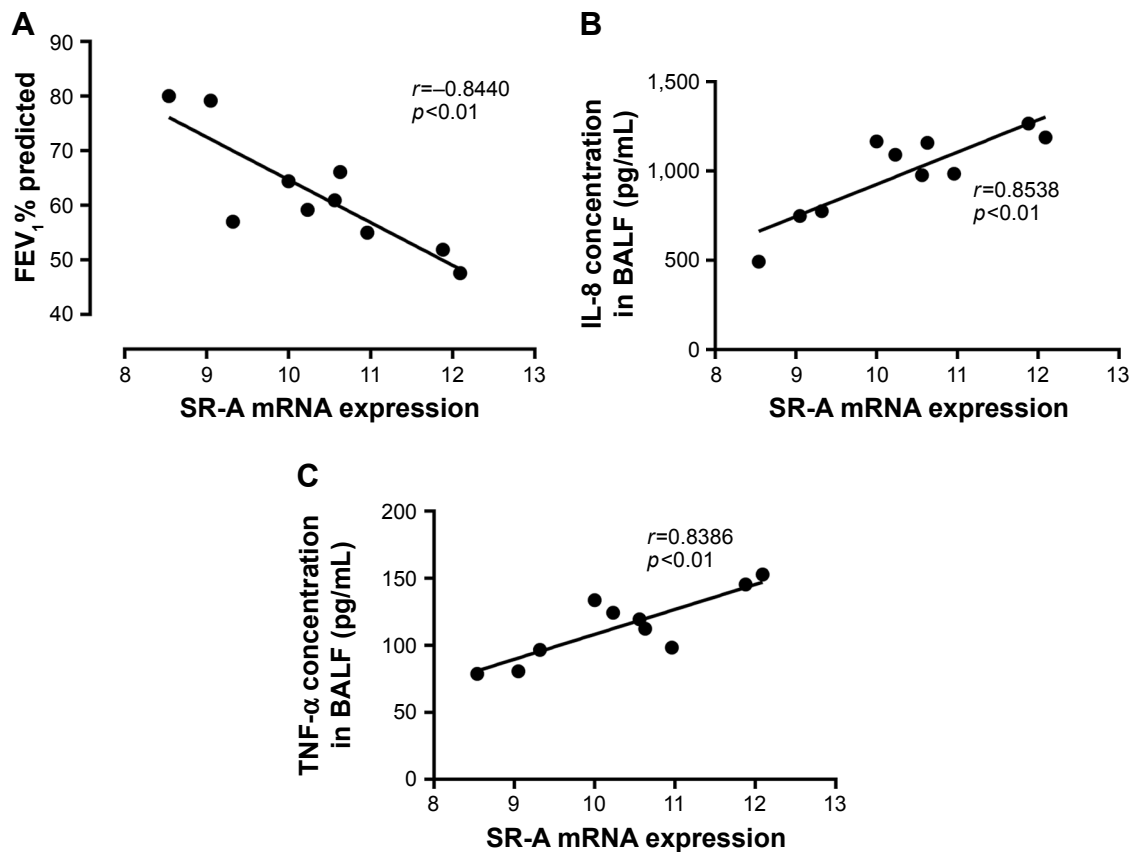 A
90
80
70
60
50
40
FEV₁% predicted
r=–0.8440
p<0.01
8 9 10 11 12 13
SR-A mRNA expression
B
1,500
1,000
500
0
IL-8 concentration
in BALF (pg/mL)
r=0.8538
p<0.01
8 9 10 11 12 13
SR-A mRNA expression
C
200
150
100
50
0
TNF-α concentration
in BALF (pg/mL)
r=0.8386
p<0.01
8 9 10 11 12 13
SR-A mRNA expression